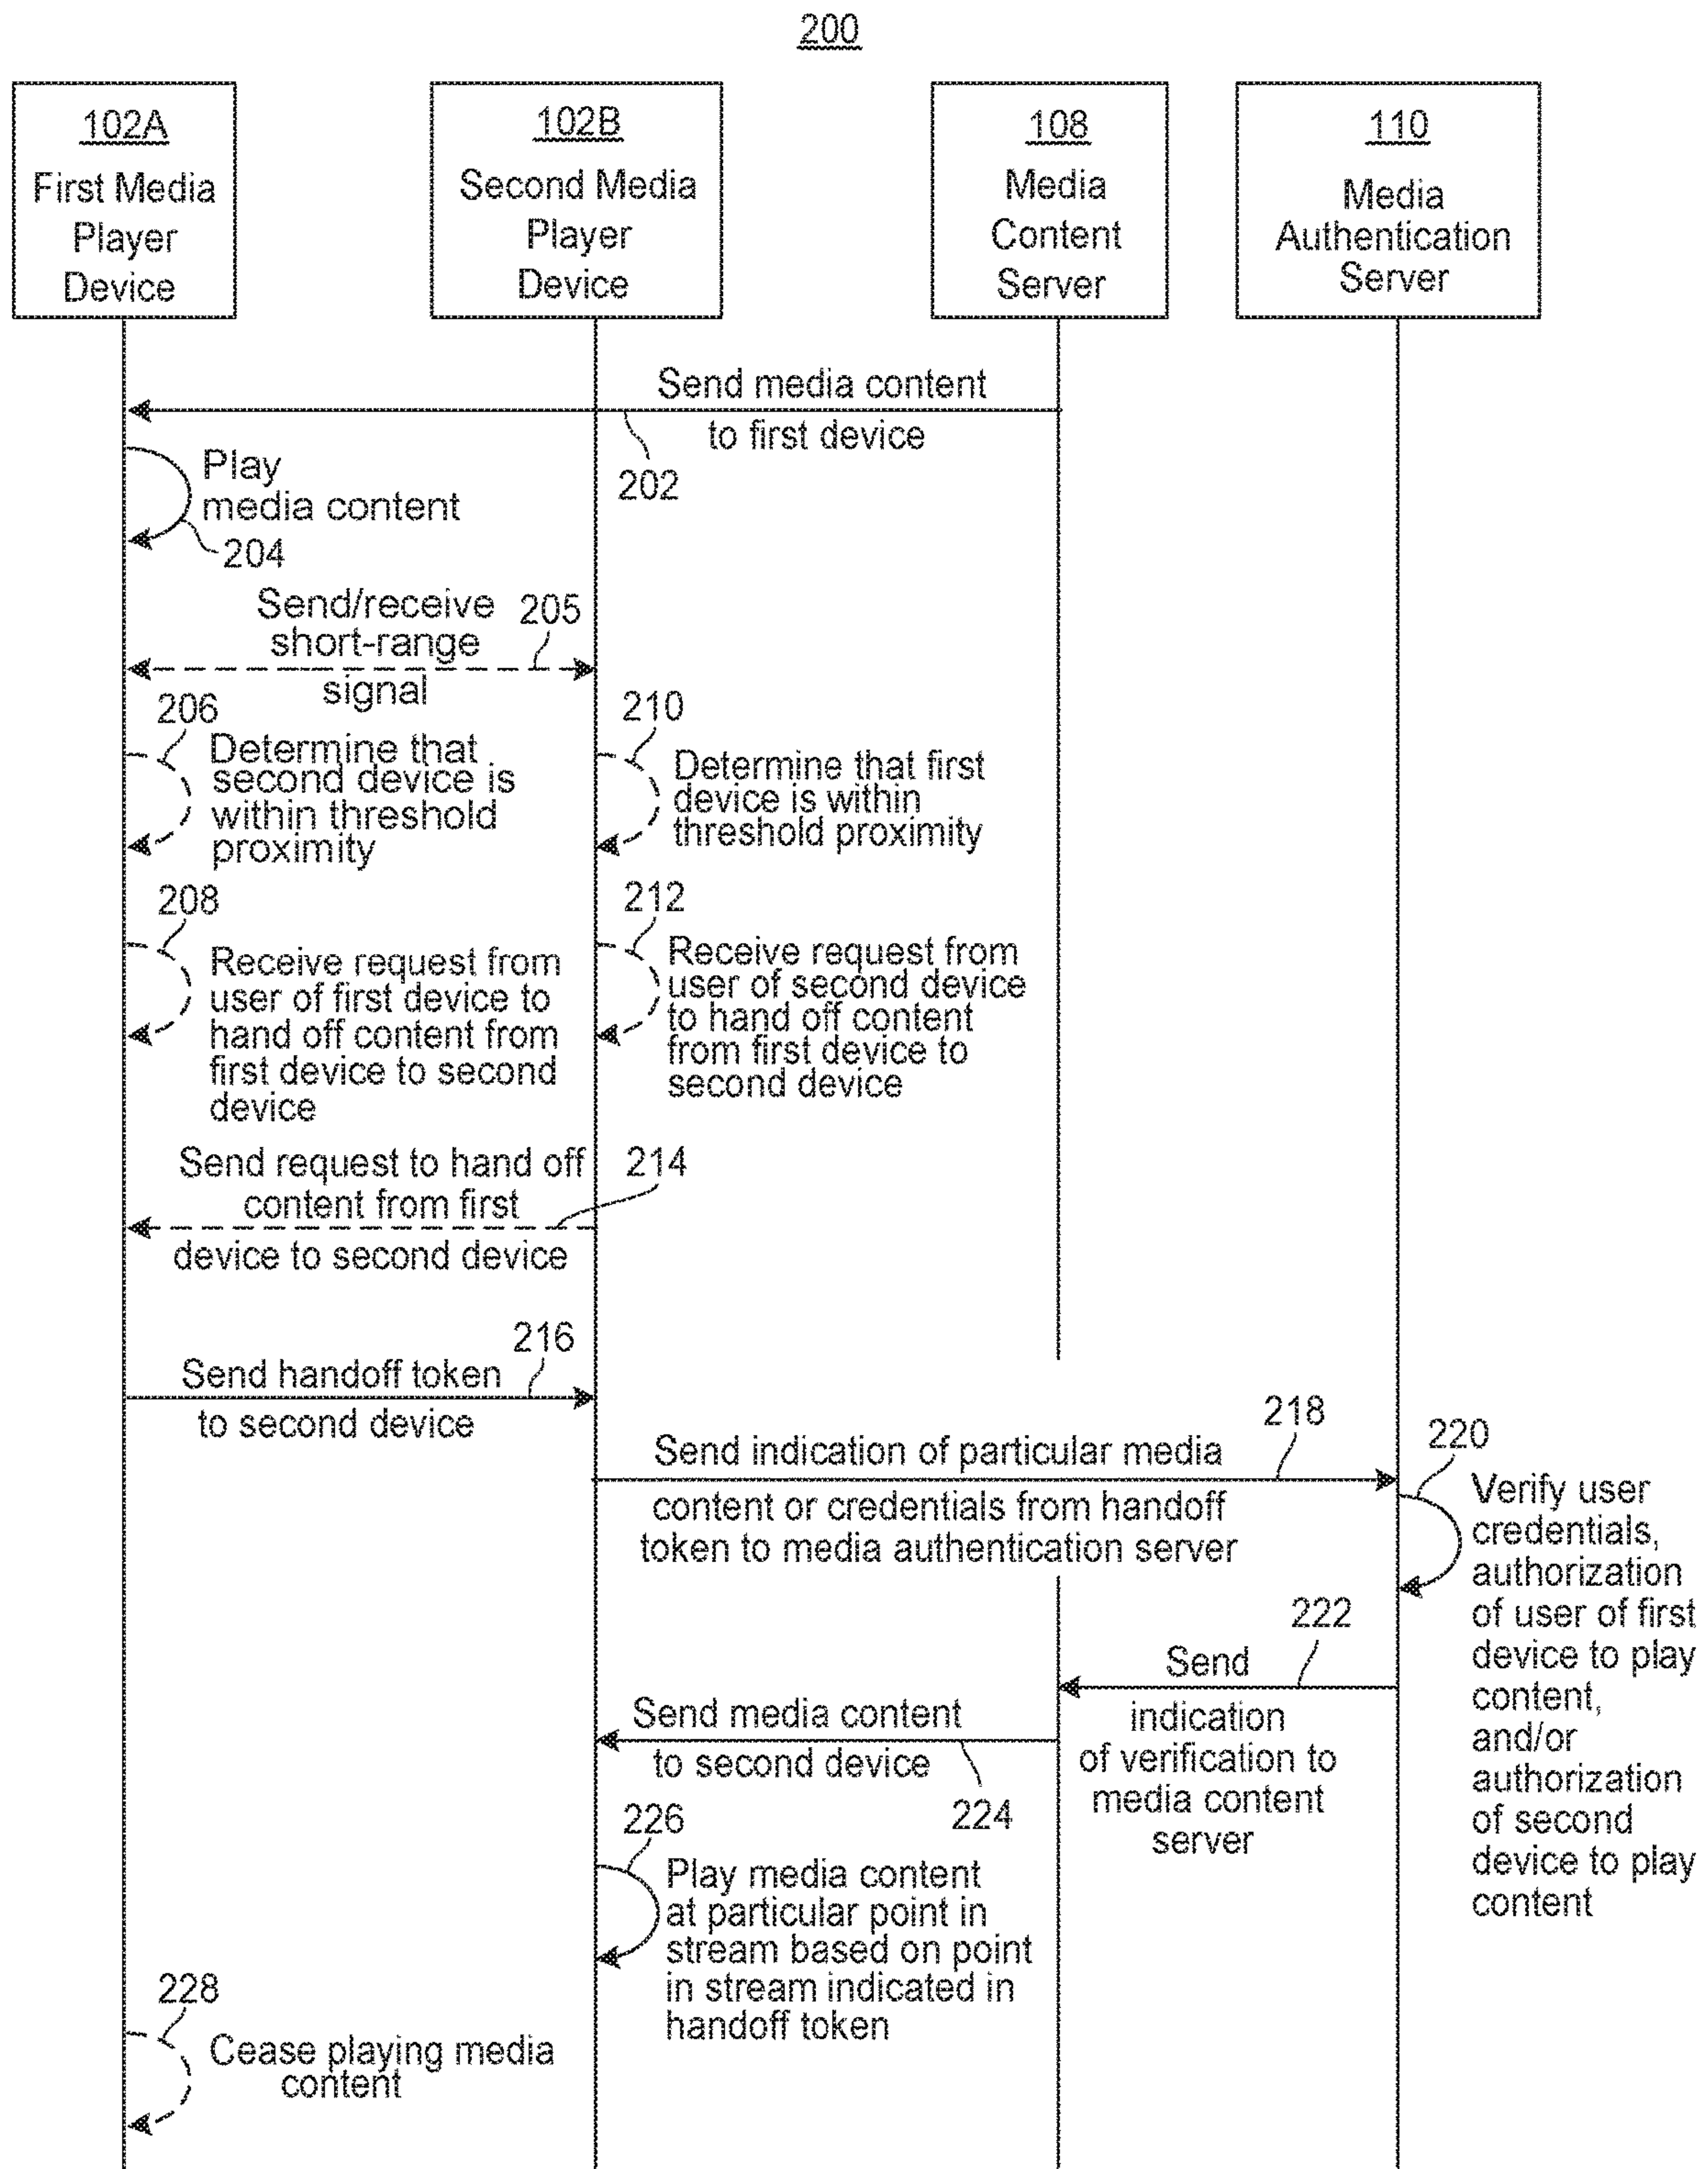 200
102A
First Media
Player
Device
102B
Second Media
Player
Device
108
Media
Content
Server
110
Media
Authentication
Server
Send media content
to first device
202
Play
media content
204
Send/receive
short-range
signal
205
206
Determine that
second device is
within threshold
proximity
210
Determine that first
device is within
threshold proximity
208
Receive request from
user of first device to
hand off content from
first device to second
device
212
Receive request from
user of second device
to hand off content
from first device to
second device
Send request to hand off
content from first
device to second device
214
216
Send handoff token
to second device
218
Send indication of particular media
content or credentials from handoff
token to media authentication server
220
Verify user
credentials,
authorization
of user of first
device to play
content,
and/or
authorization
of second
device to play
content
222
Send
indication
of verification to
media content
server
Send media content
to second device
224
226
Play media content
at particular point in
stream based on point
in stream indicated in
handoff token
228
Cease playing media
content